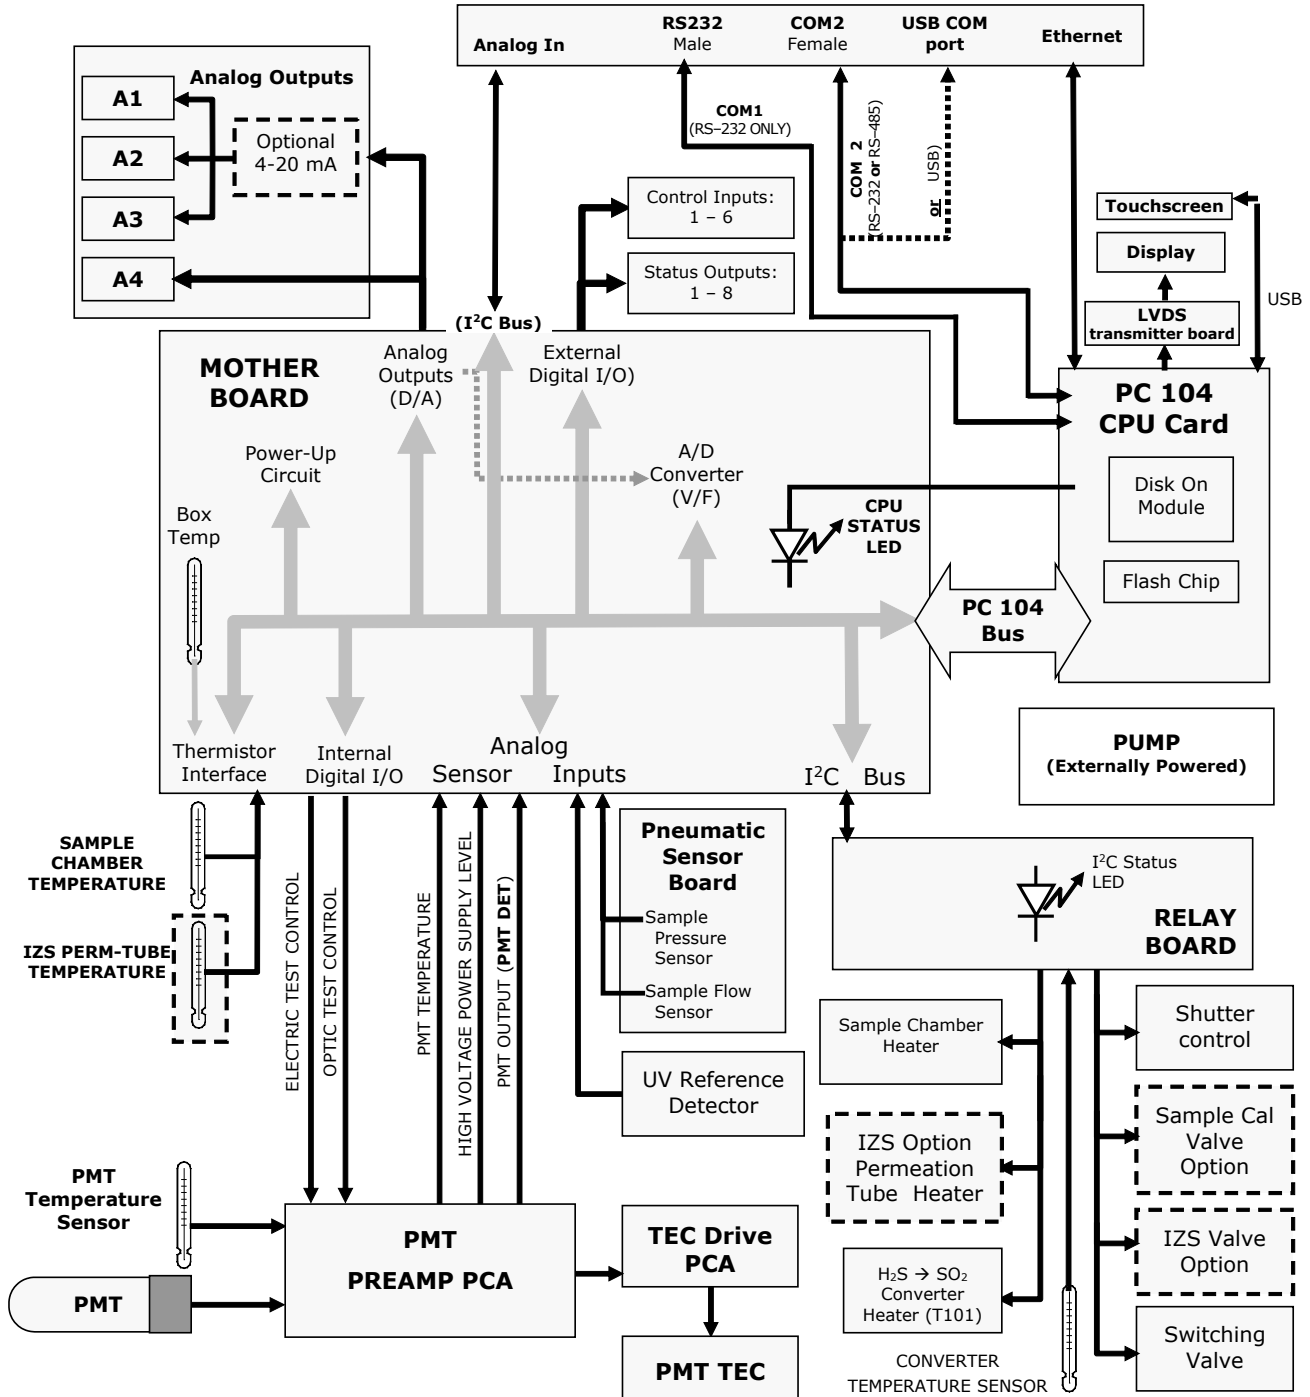 Analog In
RS232
Male
COM2
Female
USB COM
port
Ethernet
Analog Outputs
A1
A2
A3
A4
Optional
4-20 mA
COM1
(RS–232 ONLY)
COM 2
(RS–232 or RS–485)
or USB)
Control Inputs:
1 – 6
Status Outputs:
1 – 8
Touchscreen
Display
LVDS
transmitter board
USB
(I²C Bus)
MOTHER
BOARD
Analog
Outputs
(D/A)
External
Digital I/O)
Power-Up
Circuit
A/D
Converter
(V/F)
Box
Temp
CPU
STATUS
LED
PC 104
CPU Card
Disk On
Module
Flash Chip
PC 104
Bus
Thermistor
Interface
Internal
Digital I/O
Analog
Sensor Inputs
I²C Bus
PUMP
(Externally Powered)
SAMPLE
CHAMBER
TEMPERATURE
IZS PERM-TUBE
TEMPERATURE
ELECTRIC TEST CONTROL
OPTIC TEST CONTROL
PMT TEMPERATURE
HIGH VOLTAGE POWER SUPPLY LEVEL
PMT OUTPUT (PMT DET)
Pneumatic
Sensor
Board
Sample
Pressure
Sensor
Sample Flow
Sensor
UV Reference
Detector
I²C Status
LED
RELAY
BOARD
Sample Chamber
Heater
IZS Option
Permeation
Tube Heater
H₂S → SO₂
Converter
Heater (T101)
CONVERTER
TEMPERATURE SENSOR
Shutter
control
Sample Cal
Valve
Option
IZS Valve
Option
Switching
Valve
PMT
Temperature
Sensor
PMT
PMT
PREAMP PCA
TEC Drive
PCA
PMT TEC